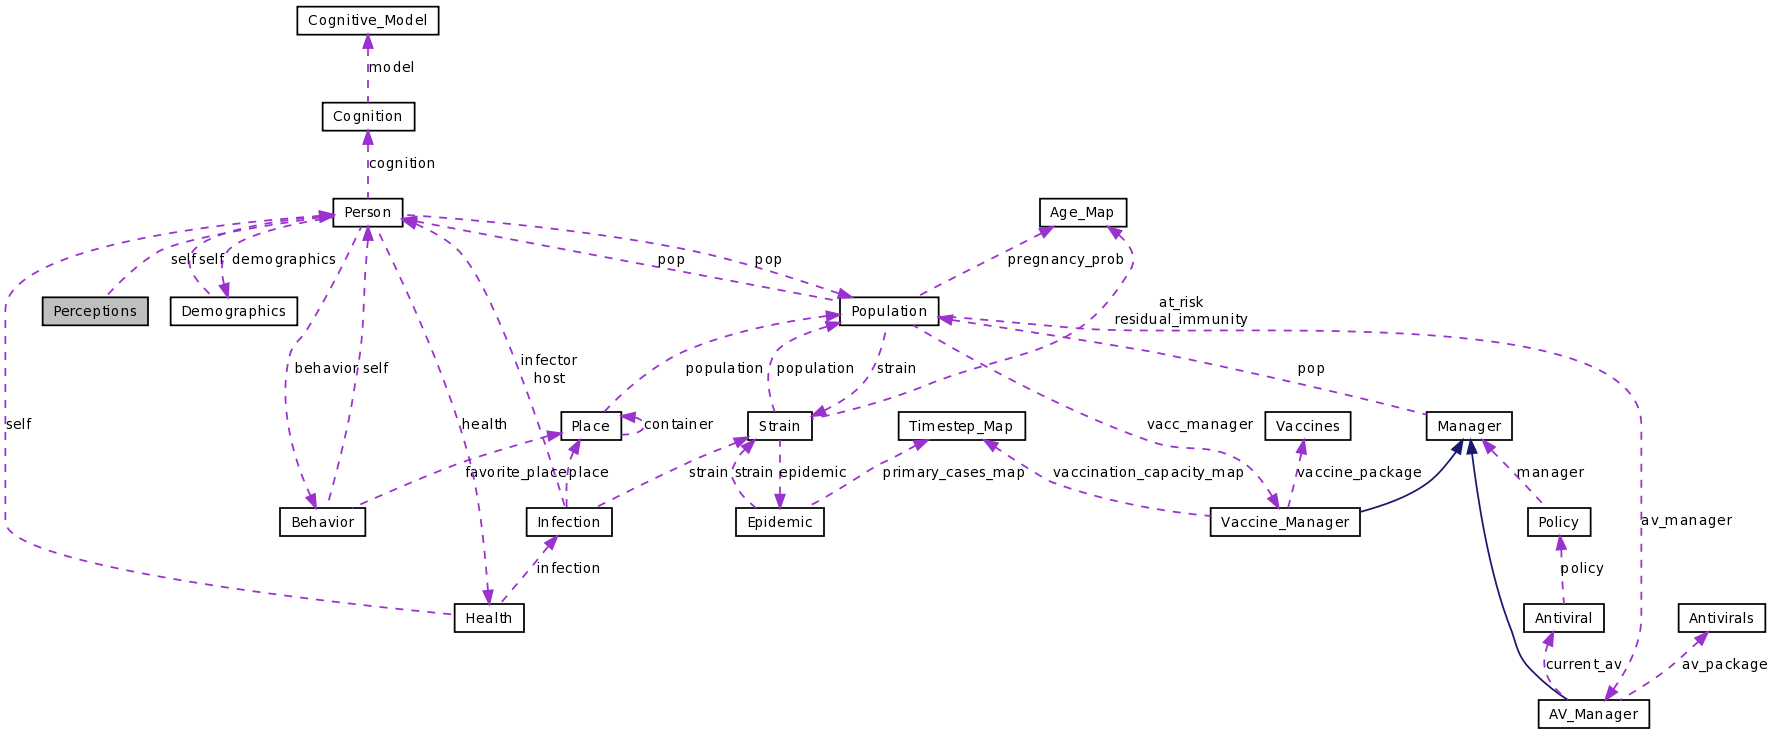 Cognitive_Model
model
Cognition
cognition
Person
Age_Map
self
self
demographics
pop
pop
pregnancy_prob
Perceptions
Demographics
Population
at_risk
residual_immunity
infector
host
behavior
self
population
population
strain
pop
self
health
Place
container
Strain
Timestep_Map
vacc_manager
Vaccines
Manager
favorite_place
place
strain
strain
epidemic
primary_cases_map
vaccination_capacity_map
vaccine_package
manager
Behavior
Infection
Epidemic
Vaccine_Manager
Policy
av_manager
infection
policy
Health
Antiviral
Antivirals
current_av
av_package
AV_Manager